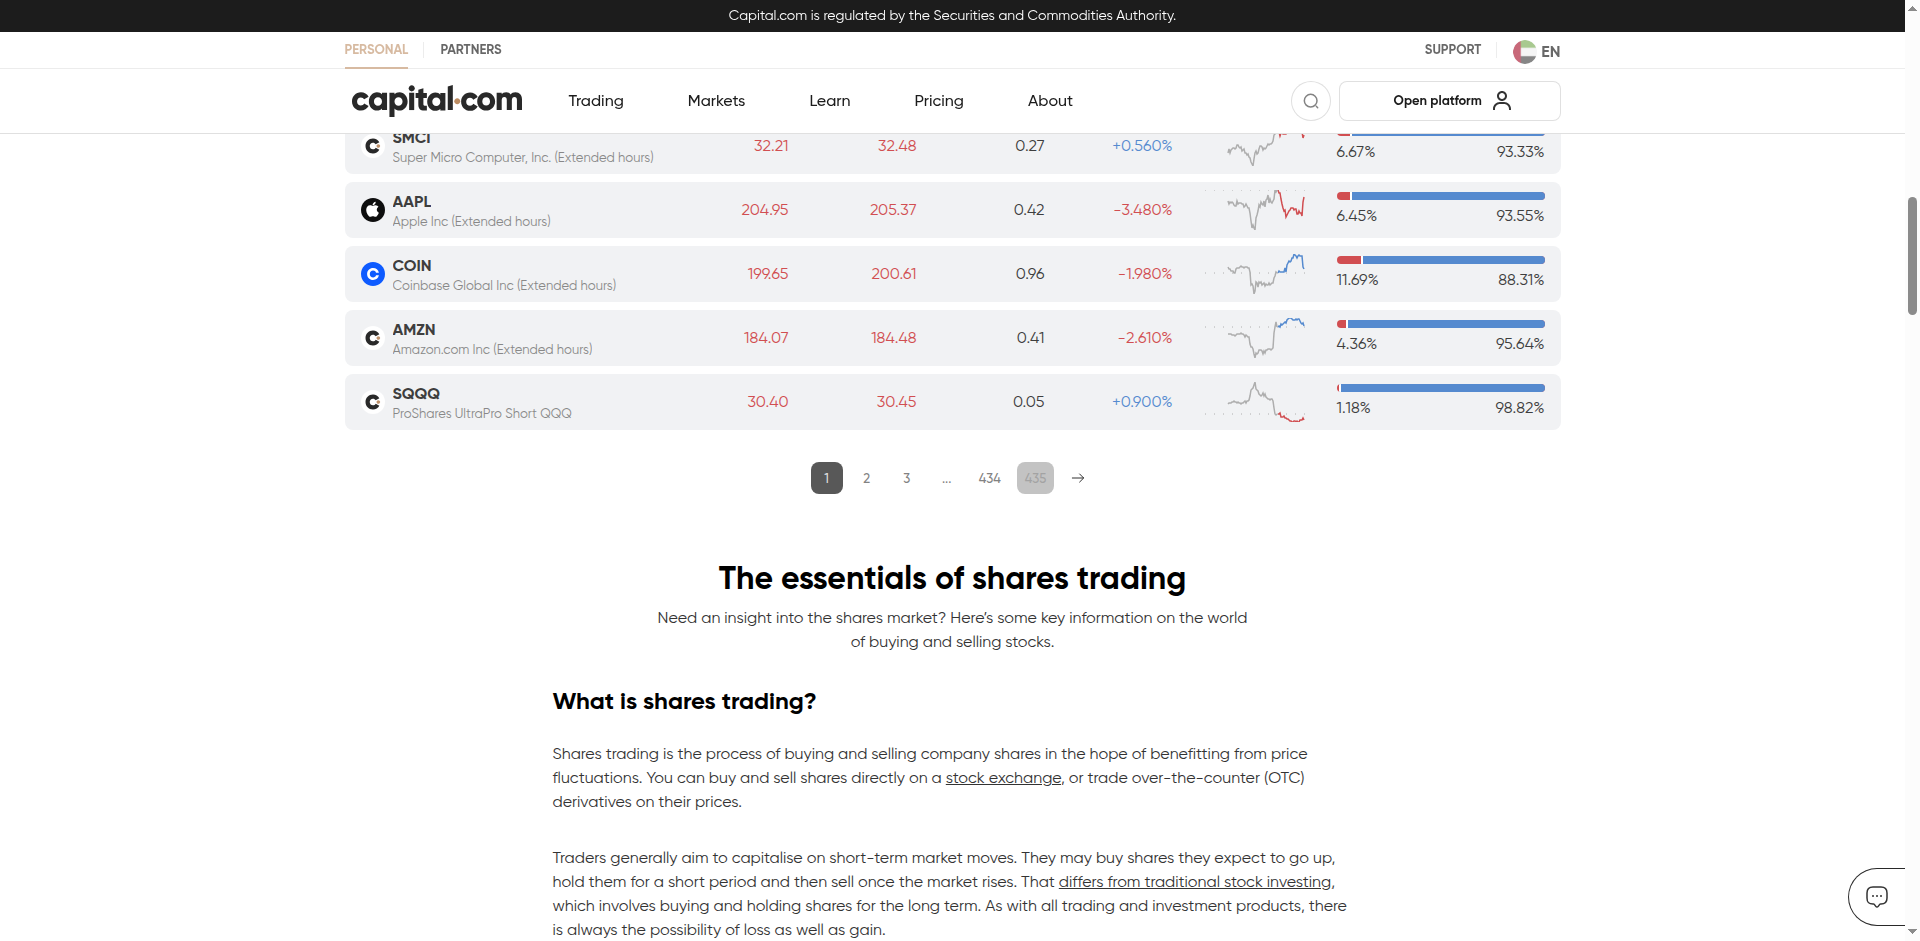 Capital.com is regulated by the Securities and Commodities Authority.
PERSONAL PARTNERS SUPPORT EN
capital.com Trading Markets Learn Pricing About Open platform
SMCI
Super Micro Computer, Inc. (Extended hours) 32.21 32.48 0.27 +0.560% 6.67% 93.33%
AAPL
Apple Inc (Extended hours) 204.95 205.37 0.42 -3.480% 6.45% 93.55%
COIN
Coinbase Global Inc (Extended hours) 199.65 200.61 0.96 -1.980% 11.69% 88.31%
AMZN
Amazon.com Inc (Extended hours) 184.07 184.48 0.41 -2.610% 4.36% 95.64%
SQQQ
ProShares UltraPro Short QQQ 30.40 30.45 0.05 +0.900% 1.18% 98.82%
1 2 3 ... 434 435
The essentials of shares trading
Need an insight into the shares market? Here’s some key information on the world
of buying and selling stocks.
What is shares trading?
Shares trading is the process of buying and selling company shares in the hope of benefitting from price
fluctuations. You can buy and sell shares directly on a stock exchange, or trade over-the-counter (OTC)
derivatives on their prices.
Traders generally aim to capitalise on short-term market moves. They may buy shares they expect to go up,
hold them for a short period and then sell once the market rises. That differs from traditional stock investing,
which involves buying and holding shares for the long term. As with all trading and investment products, there
is always the possibility of loss as well as gain.